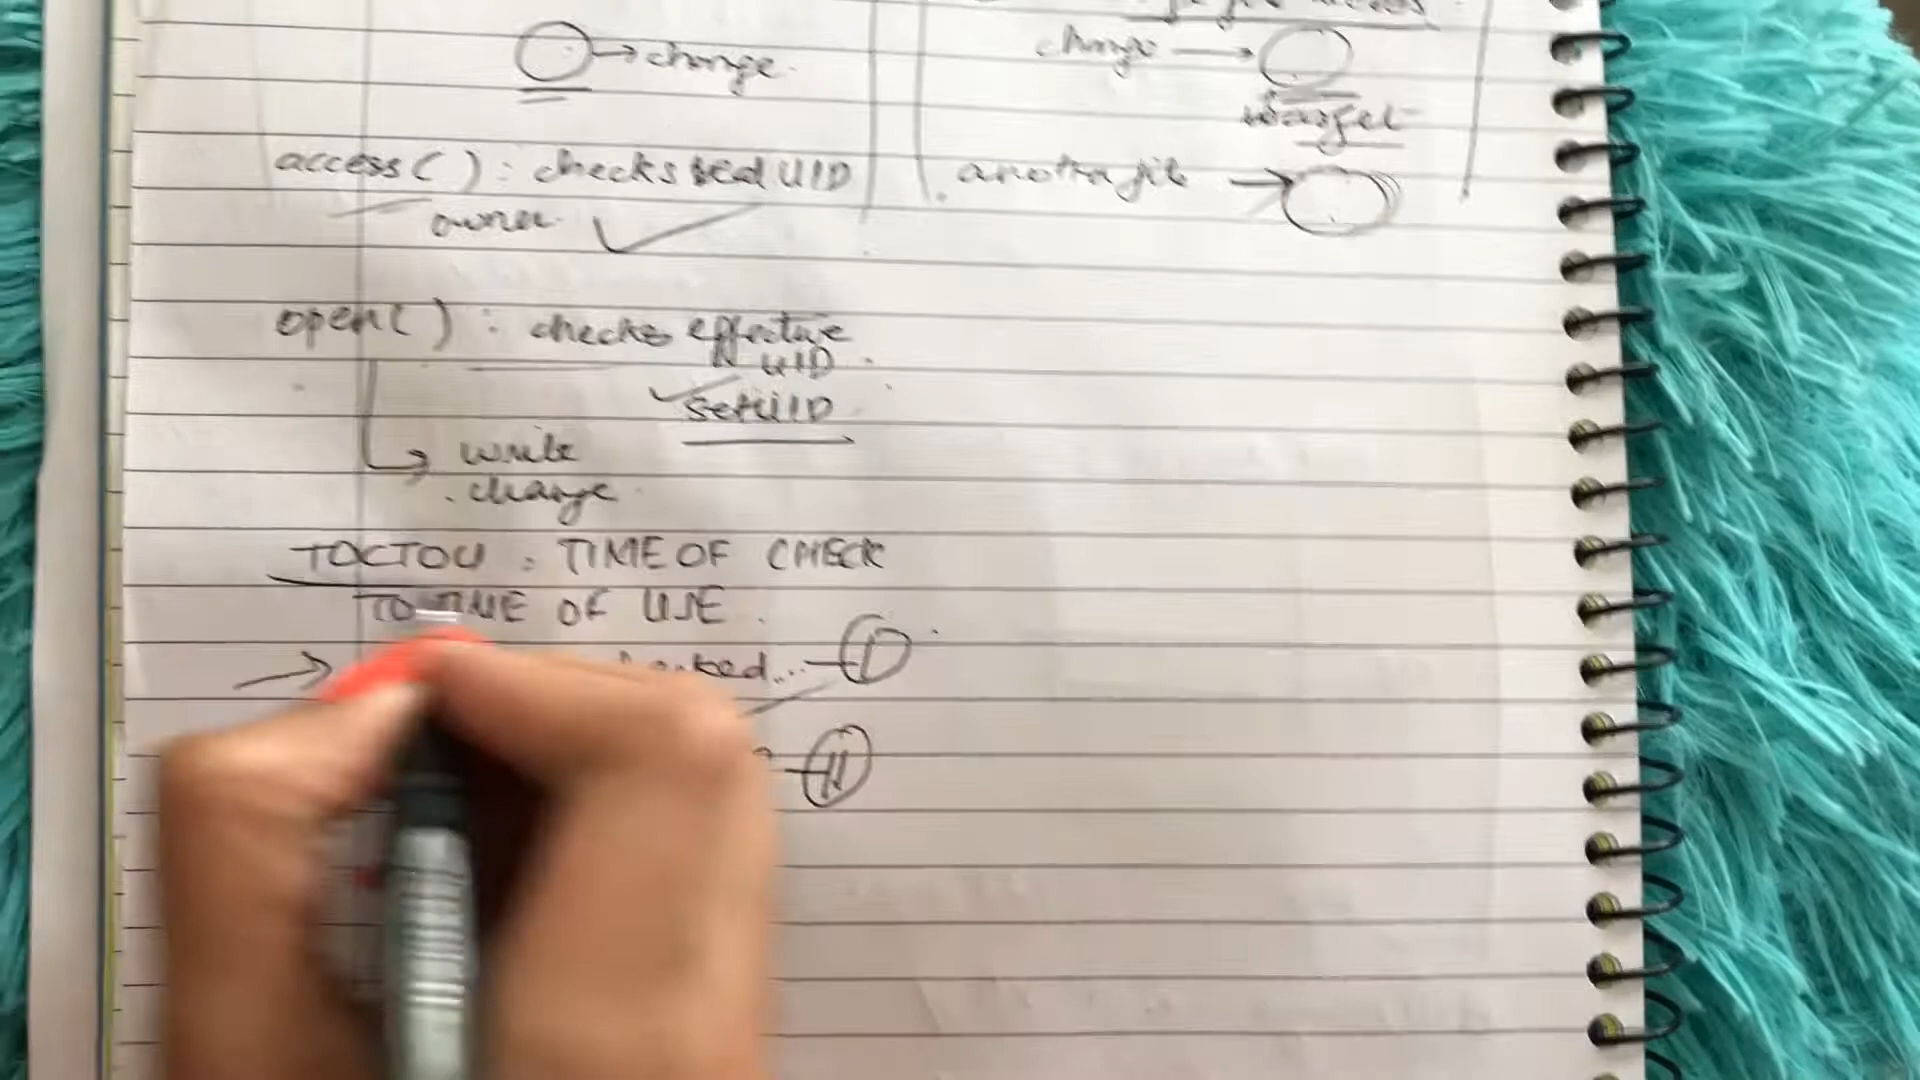 change
change
target
access( ) : checks real UID
another file
owner
open( ) : checks effective
UID
setUID
write
change
TOCTOU : TIME OF CHECK
TO TIME OF USE
I
II